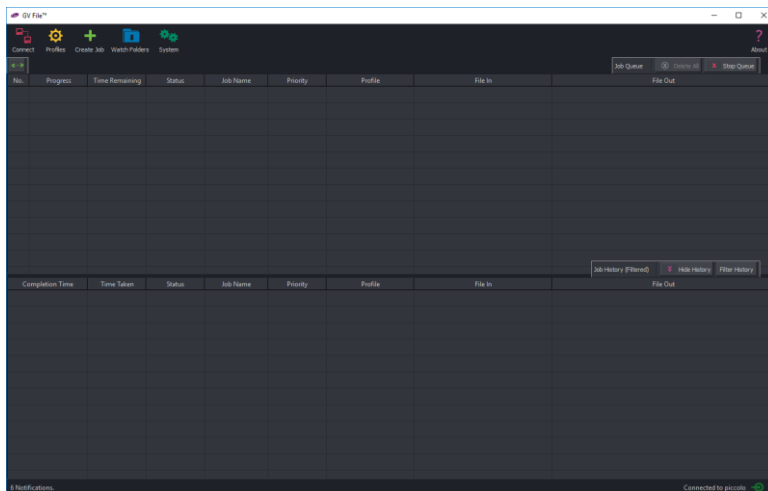 GV File™
Connect Profiles Create Job Watch Folders System About
Job Queue Delete All Stop Queue
No. Progress Time Remaining Status Job Name Priority Profile File In File Out
Job History (Filtered) Hide History Filter History
Completion Time Time Taken Status Job Name Priority Profile File In File Out
6 Notifications. Connected to piccolo